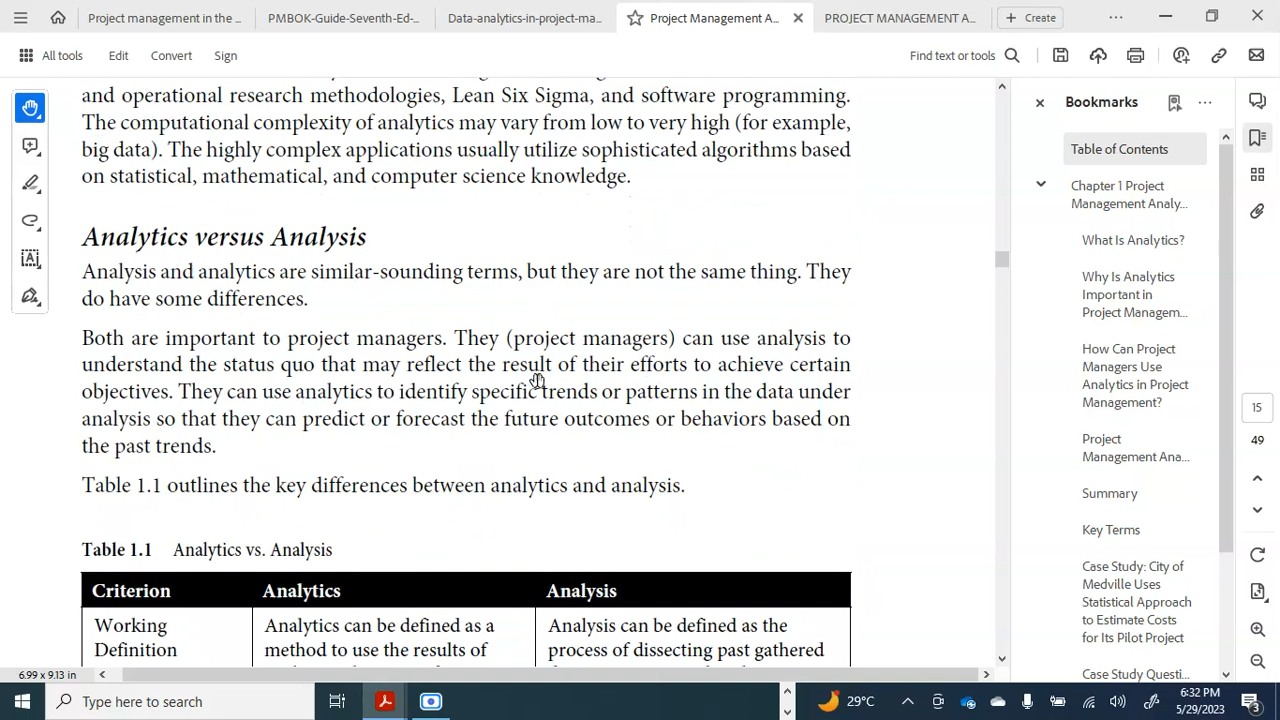 Project management in the ...
PMBOK-Guide-Seventh-Ed-...
Data-analytics-in-project-ma...
Project Management A...
PROJECT MANAGEMENT A...
+ Create
All tools
Edit
Convert
Sign
Find text or tools
and operational research methodologies, Lean Six Sigma, and software programming.
The computational complexity of analytics may vary from low to very high (for example,
big data). The highly complex applications usually utilize sophisticated algorithms based
on statistical, mathematical, and computer science knowledge.
Analytics versus Analysis
Analysis and analytics are similar-sounding terms, but they are not the same thing. They
do have some differences.
Both are important to project managers. They (project managers) can use analysis to
understand the status quo that may reflect the result of their efforts to achieve certain
objectives. They can use analytics to identify specific trends or patterns in the data under
analysis so that they can predict or forecast the future outcomes or behaviors based on
the past trends.
Table 1.1 outlines the key differences between analytics and analysis.
Table 1.1 Analytics vs. Analysis
Criterion
Analytics
Analysis
Working
Definition
Analytics can be defined as a
method to use the results of
Analysis can be defined as the
process of dissecting past gathered
6.99 x 9.13 in
Bookmarks
Table of Contents
Chapter 1 Project
Management Analy...
What Is Analytics?
Why Is Analytics
Important in
Project Managem...
How Can Project
Managers Use
Analytics in Project
Management?
Project
Management Ana...
Summary
Key Terms
Case Study: City of
Medville Uses
Statistical Approach
to Estimate Costs
for Its Pilot Project
Case Study Questi...
15
49
Type here to search
29°C
6:32 PM
5/29/2023
3